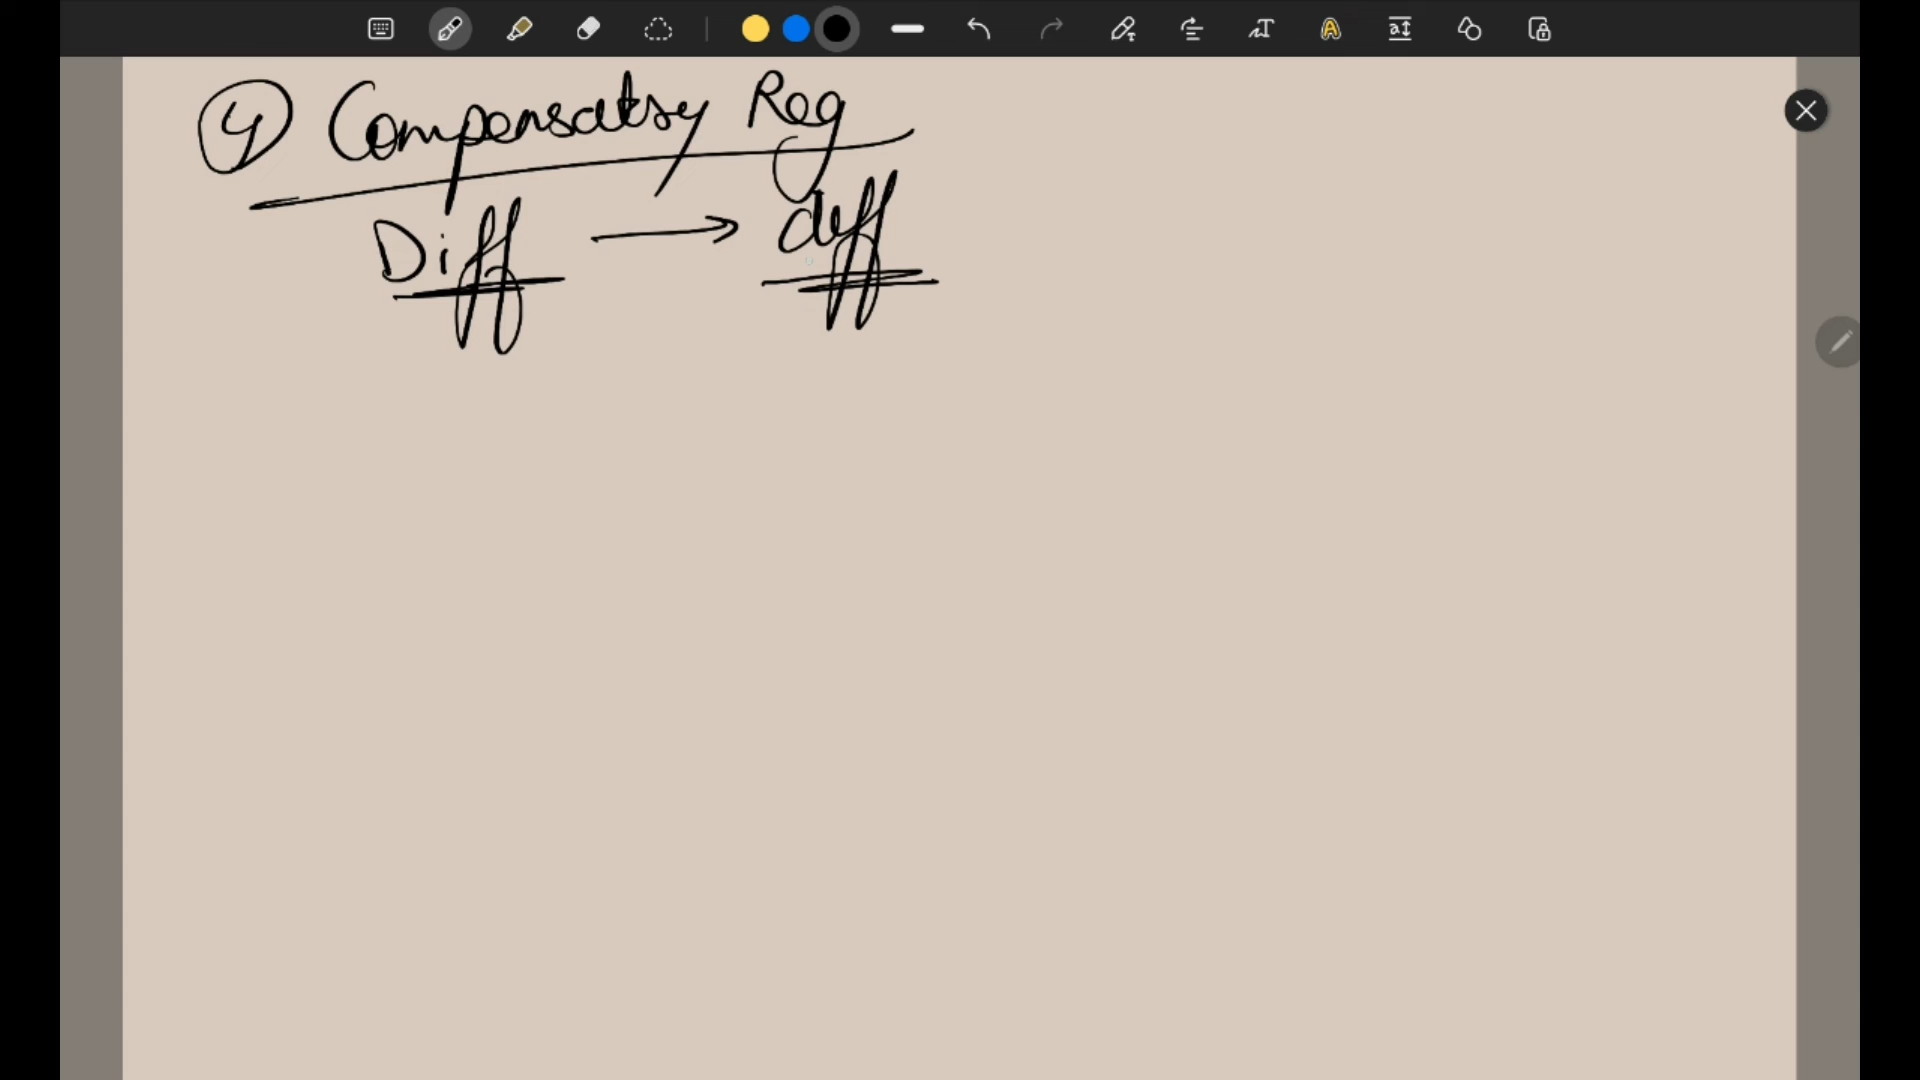 ④ Compensatory Reg
Diff → diff